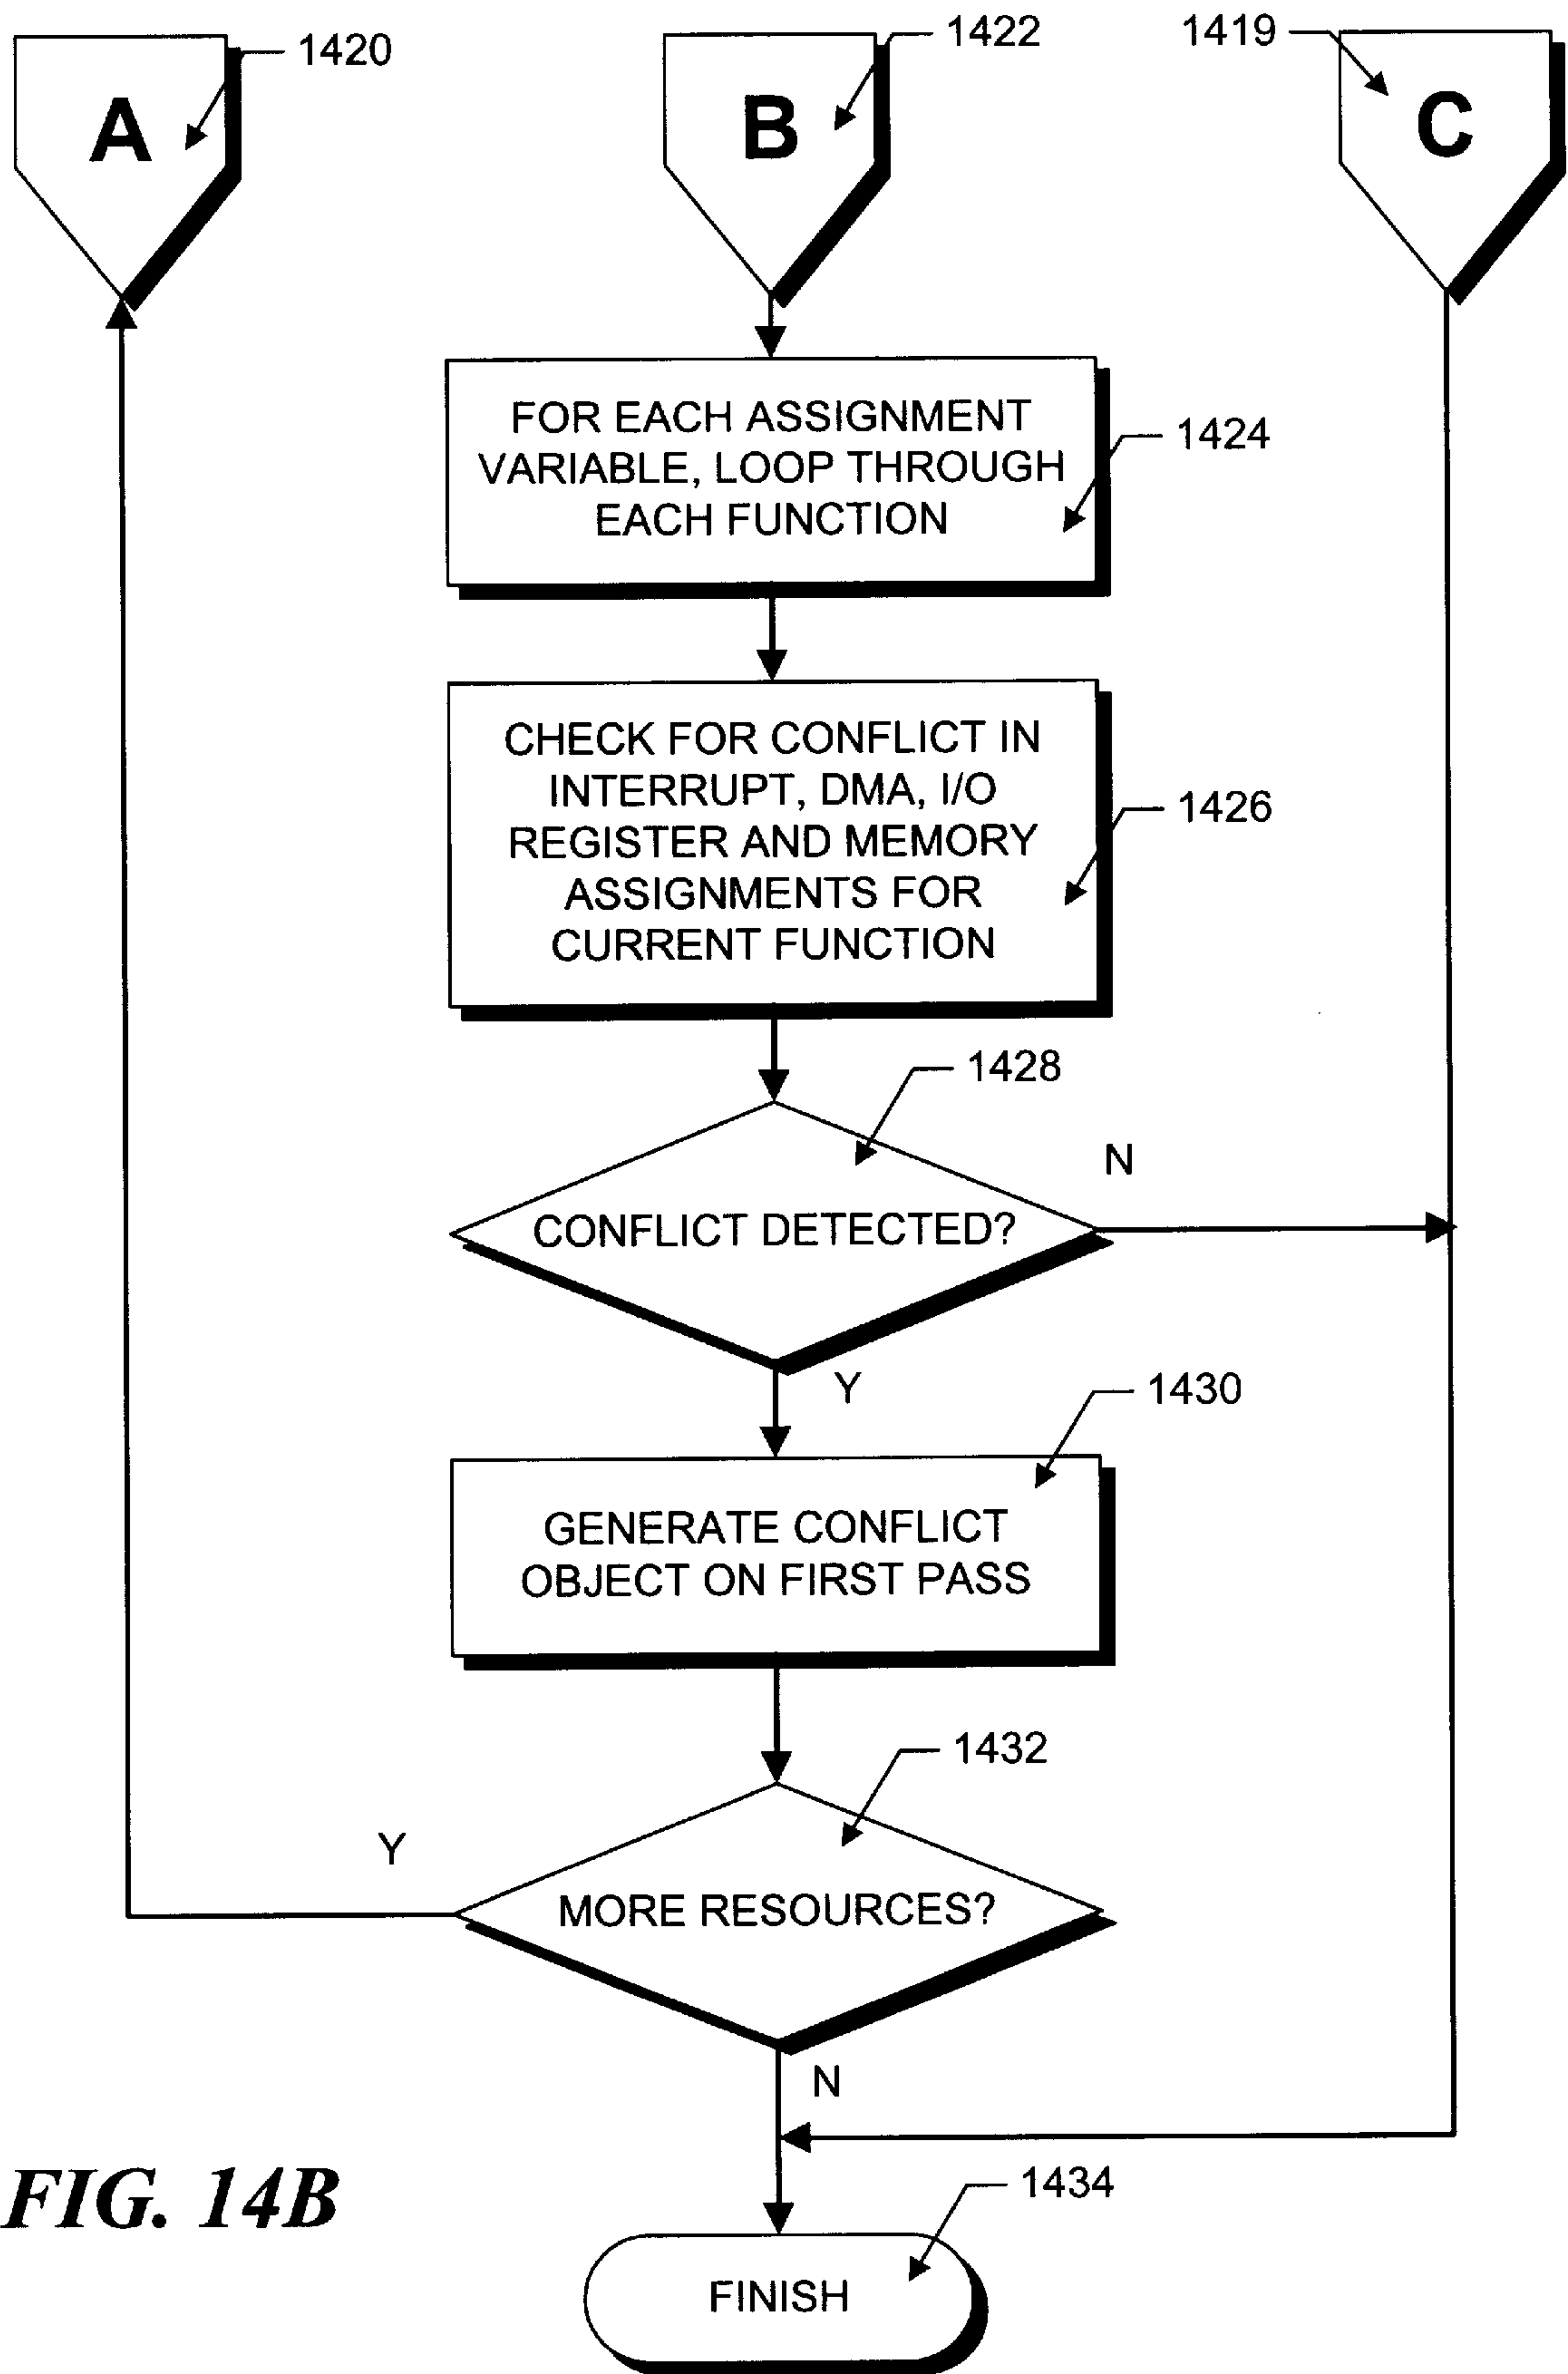 1420
1422
1419
A
B
C
FOR EACH ASSIGNMENT
VARIABLE, LOOP THROUGH
EACH FUNCTION
1424
CHECK FOR CONFLICT IN
INTERRUPT, DMA, I/O
REGISTER AND MEMORY
ASSIGNMENTS FOR
CURRENT FUNCTION
1426
1428
N
CONFLICT DETECTED?
Y
1430
GENERATE CONFLICT
OBJECT ON FIRST PASS
1432
Y
MORE RESOURCES?
N
FIG. 14B
1434
FINISH